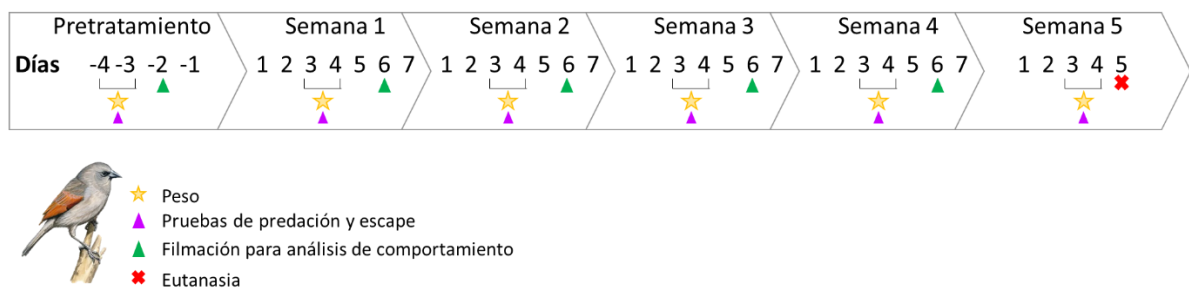 Pretratamiento Semana 1 Semana 2 Semana 3 Semana 4 Semana 5
Días -4 -3 -2 -1 1 2 3 4 5 6 7 1 2 3 4 5 6 7 1 2 3 4 5 6 7 1 2 3 4 5 6 7 1 2 3 4 5
Peso
Pruebas de predación y escape
Filmación para análisis de comportamiento
Eutanasia